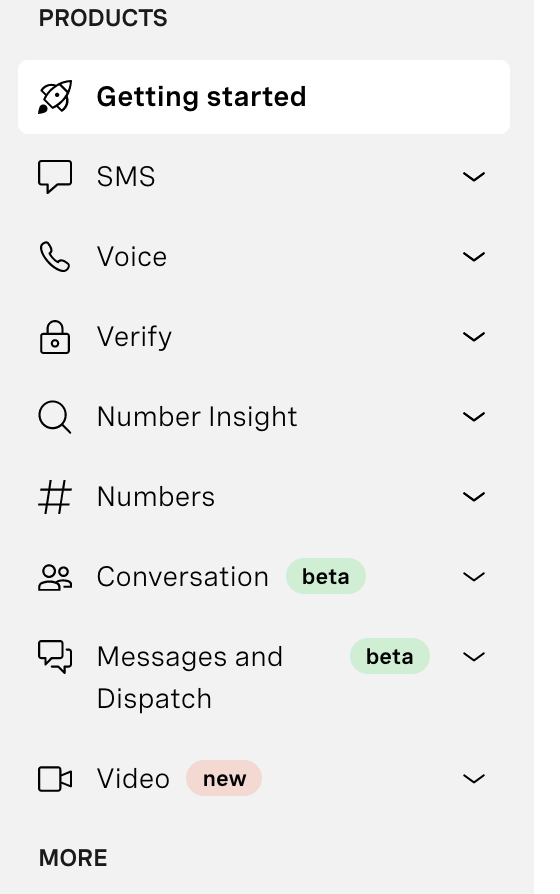 PRODUCTS
Getting started
SMS
Voice
Verify
Number Insight
Numbers
Conversation beta
Messages and beta
Dispatch
Video new
MORE